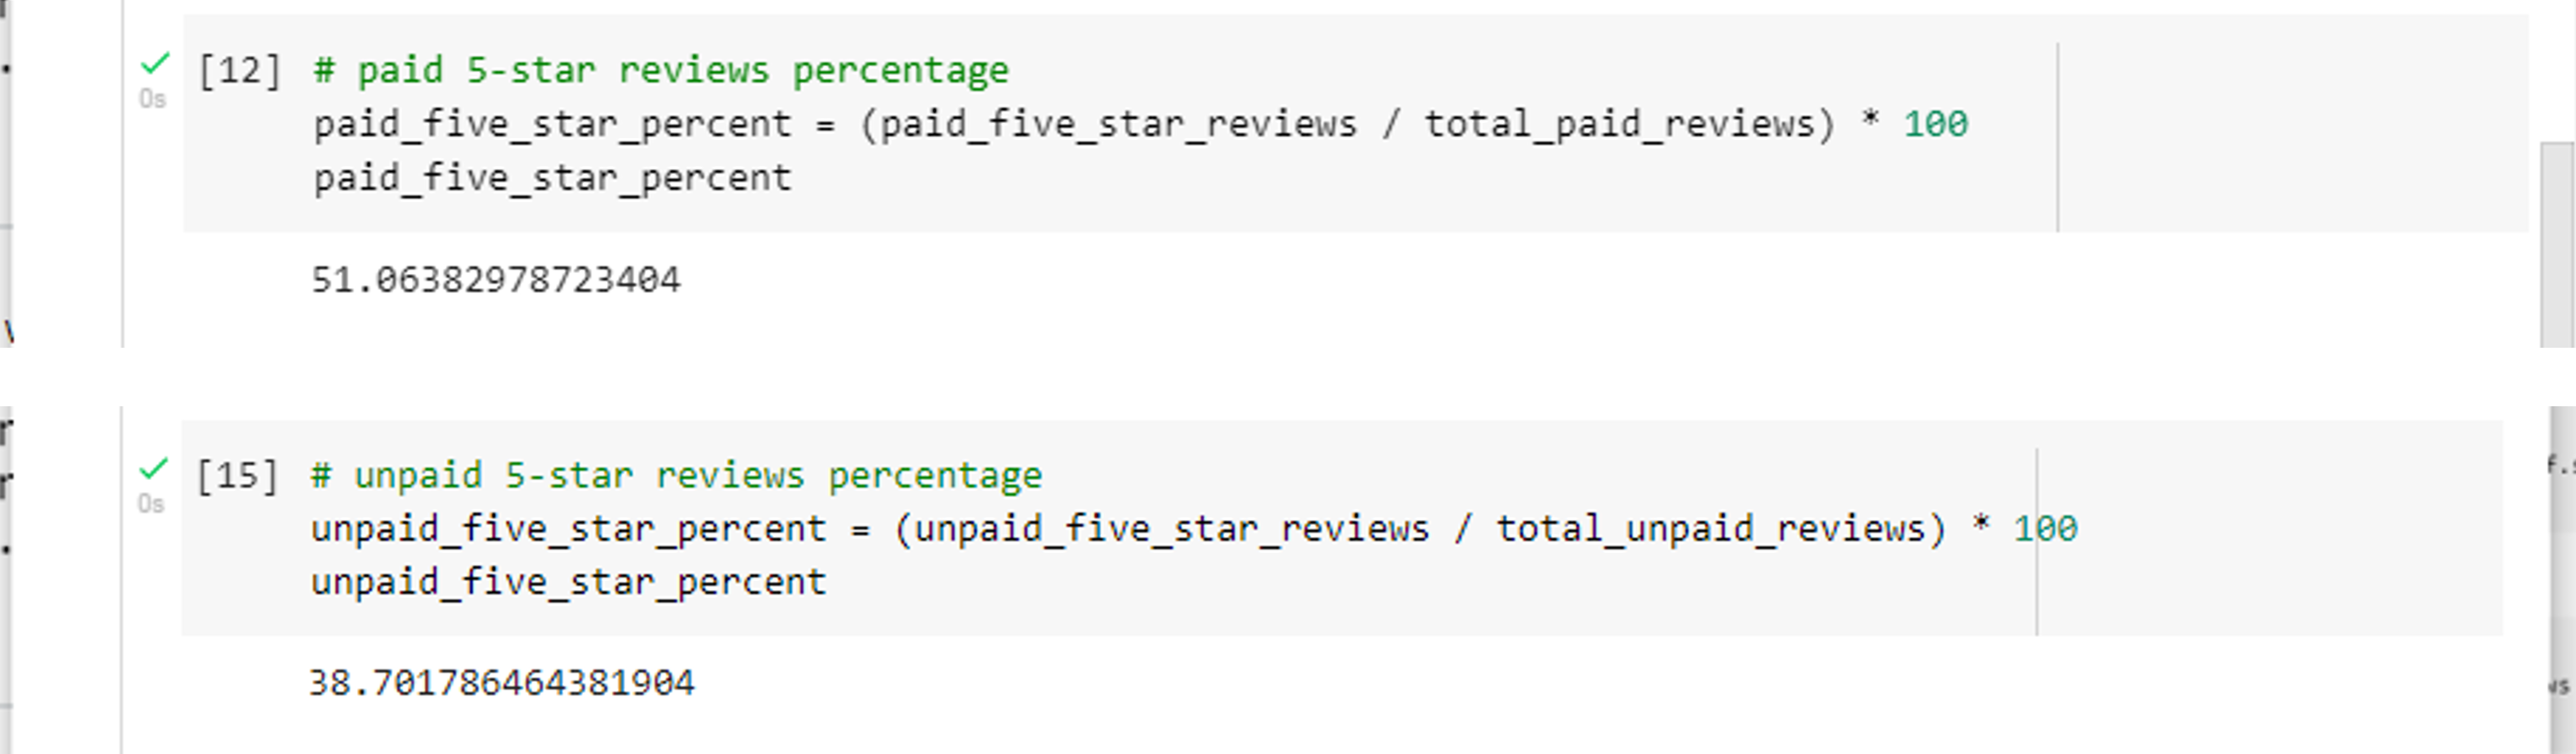 [12] # paid 5-star reviews percentage
0s
paid_five_star_percent = (paid_five_star_reviews / total_paid_reviews) * 100
paid_five_star_percent
51.06382978723404
[15] # unpaid 5-star reviews percentage
0s
unpaid_five_star_percent = (unpaid_five_star_reviews / total_unpaid_reviews) * 100
unpaid_five_star_percent
38.701786464381904